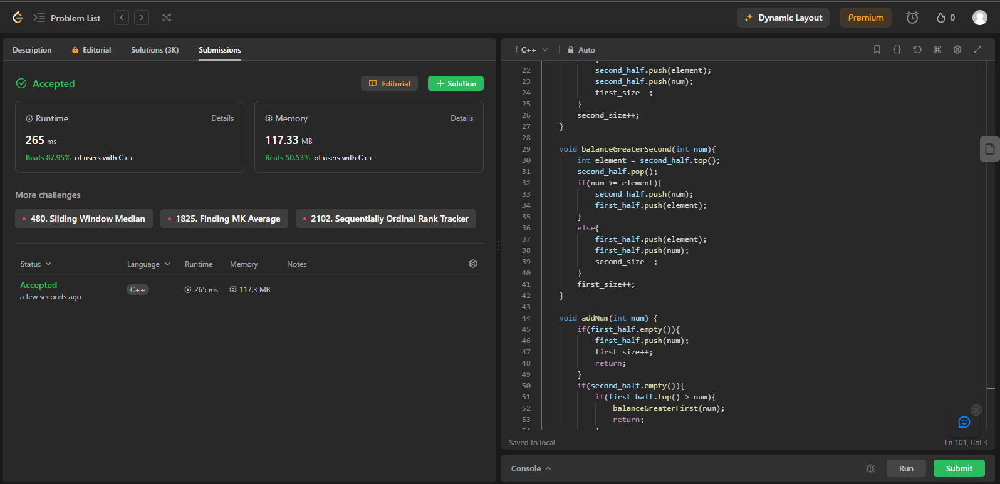 Problem List
Dynamic Layout
Premium
0
Description
Editorial
Solutions (3K)
Submissions
Accepted
Editorial
Solution
Runtime
Details
265 ms
Beats 87.95% of users with C++
Memory
Details
117.33 MB
Beats 50.53% of users with C++
More challenges
480. Sliding Window Median
1825. Finding MK Average
2102. Sequentially Ordinal Rank Tracker
Status Language Runtime Memory Notes
Accepted
a few seconds ago
C++
265 ms
117.3 MB
i C++
Auto
22 second_half.push(element);
23 second_half.push(num);
24 first_size--;
25 }
26 second_size++;
27 }
28
29 void balanceGreaterSecond(int num){
30 int element = second_half.top();
31 second_half.pop();
32 if(num >= element){
33 second_half.push(num);
34 first_half.push(element);
35 }
36 else{
37 first_half.push(element);
38 first_half.push(num);
39 second_size--;
40 }
41 first_size++;
42 }
43
44 void addNum(int num) {
45 if(first_half.empty()){
46 first_half.push(num);
47 first_size++;
48 return;
49 }
50 if(second_half.empty()){
51 if(first_half.top() > num){
52 balanceGreaterFirst(num);
53 return;
Saved to local
Ln 101, Col 3
Console
Run
Submit